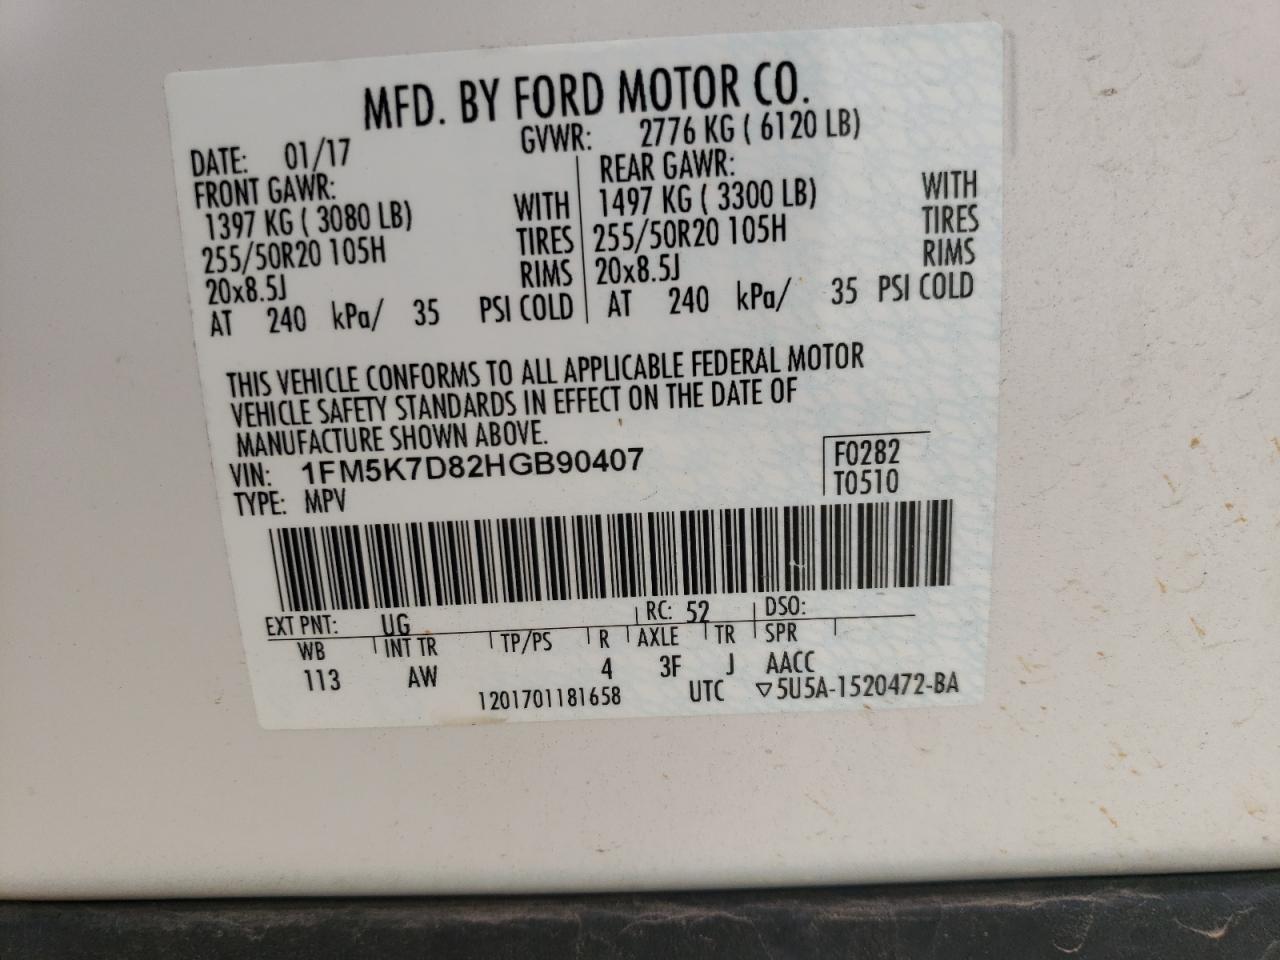 MFD. BY FORD MOTOR CO.
DATE: 01/17 GVWR: 2776 KG ( 6120 LB)
FRONT GAWR: REAR GAWR:
1397 KG ( 3080 LB) WITH 1497 KG ( 3300 LB) WITH
255/50R20 105H TIRES 255/50R20 105H TIRES
20x8.5J RIMS 20x8.5J RIMS
AT 240 kPa/ 35 PSI COLD AT 240 kPa/ 35 PSI COLD
THIS VEHICLE CONFORMS TO ALL APPLICABLE FEDERAL MOTOR
VEHICLE SAFETY STANDARDS IN EFFECT ON THE DATE OF
MANUFACTURE SHOWN ABOVE.
VIN: 1FM5K7D82HGB90407 F0282
TYPE: MPV T0510
EXT PNT: UG RC: 52 DSO:
WB INT TR TP/PS R AXLE TR SPR
113 AW 4 3F J AACC
1201701181658 UTC ▽5U5A-1520472-BA